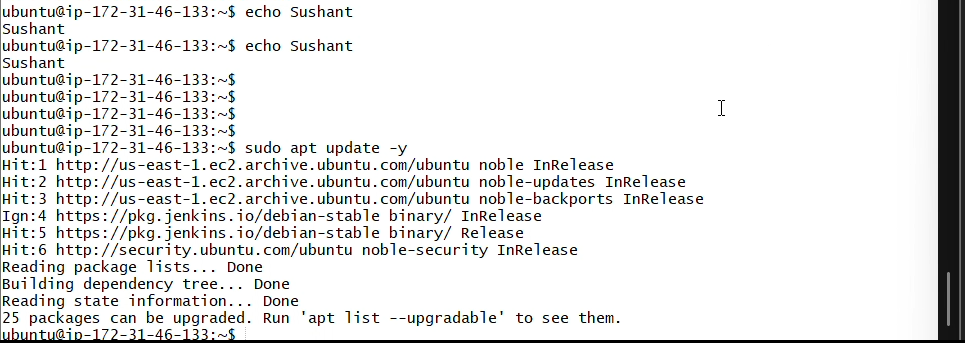 ubuntu@ip-172-31-46-133:~$ echo Sushant
Sushant
ubuntu@ip-172-31-46-133:~$ echo Sushant
Sushant
ubuntu@ip-172-31-46-133:~$
ubuntu@ip-172-31-46-133:~$
ubuntu@ip-172-31-46-133:~$
ubuntu@ip-172-31-46-133:~$
ubuntu@ip-172-31-46-133:~$ sudo apt update -y
Hit:1 http://us-east-1.ec2.archive.ubuntu.com/ubuntu noble InRelease
Hit:2 http://us-east-1.ec2.archive.ubuntu.com/ubuntu noble-updates InRelease
Hit:3 http://us-east-1.ec2.archive.ubuntu.com/ubuntu noble-backports InRelease
Ign:4 https://pkg.jenkins.io/debian-stable binary/ InRelease
Hit:5 https://pkg.jenkins.io/debian-stable binary/ Release
Hit:6 http://security.ubuntu.com/ubuntu noble-security InRelease
Reading package lists... Done
Building dependency tree... Done
Reading state information... Done
25 packages can be upgraded. Run 'apt list --upgradable' to see them.
ubuntu@ip-172-31-46-133:~$